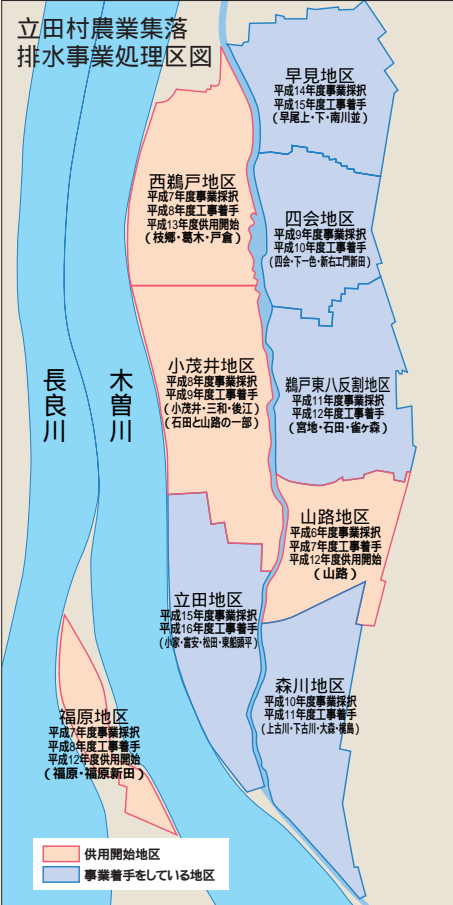 立田村農業集落
排水事業処理区図
早見地区
平成14年度事業採択
平成15年度工事着手
(早尾上・下・南川並)
西鵜戸地区
平成7年度事業採択
平成8年度工事着手
平成13年度供用開始
(枝郷・葛木・戸倉)
四会地区
平成9年度事業採択
平成10年度工事着手
(四会・下一色・新右エ門新田)
小茂井地区
平成8年度事業採択
平成9年度工事着手
(小茂井・三和・後江)
(石田と山路の一部)
鵜戸東八反割地区
平成11年度事業採択
平成12年度工事着手
(宮地・石田・雀ヶ森)
長良川
木曽川
山路地区
平成6年度事業採択
平成7年度工事着手
平成12年度供用開始
(山路)
立田地区
平成15年度事業採択
平成16年度工事着手
(小家・富安・松田・東船頭平)
森川地区
平成10年度事業採択
平成11年度工事着手
(上古川・下古川・大森・梶島)
福原地区
平成7年度事業採択
平成8年度工事着手
平成12年度供用開始
(福原・福原新田)
供用開始地区
事業着手をしている地区